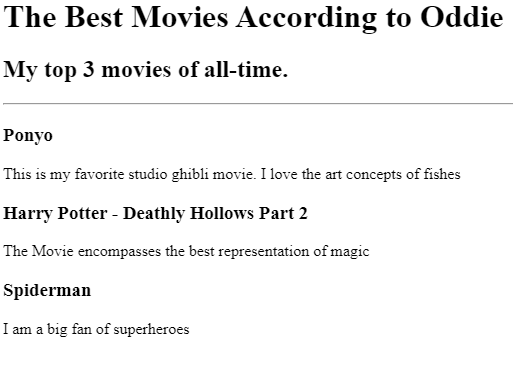 The Best Movies According to Oddie
My top 3 movies of all-time.
Ponyo
This is my favorite studio ghibli movie. I love the art concepts of fishes
Harry Potter - Deathly Hollows Part 2
The Movie encompasses the best representation of magic
Spiderman
I am a big fan of superheroes